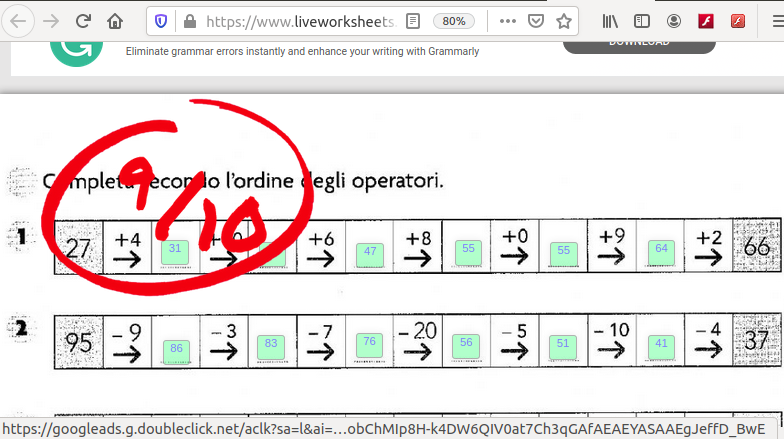 https://www.liveworksheets.
80%
Eliminate grammar errors instantly and enhance your writing with Grammarly
DOWNLOAD
9/10
Completa secondo l'ordine degli operatori.
1 27 +4 31 +6 47 +8 55 +0 55 +9 64 +2 66
2 95 -9 86 -3 83 -7 76 -20 56 -5 51 -10 41 -4 37
https://googleads.g.doubleclick.net/aclk?sa=l&ai=…obChMIp8H-k4DW6QIV0at7Ch3qGAfAEAEYASAAEgJeffD_BwE